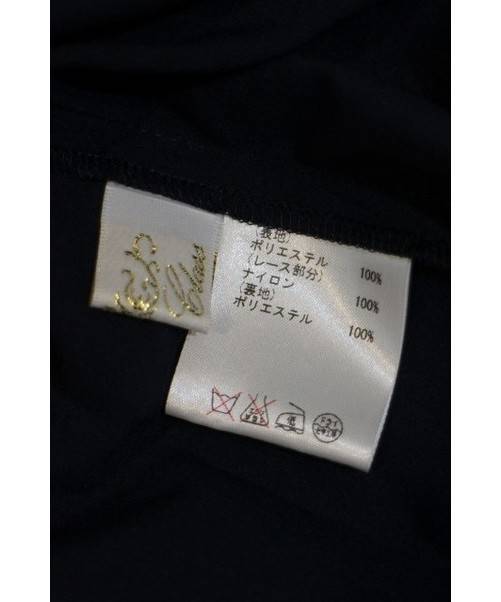 (表地)
ポリエステル 100%
(レース部分)
ナイロン 100%
(裏地)
ポリエステル 100%